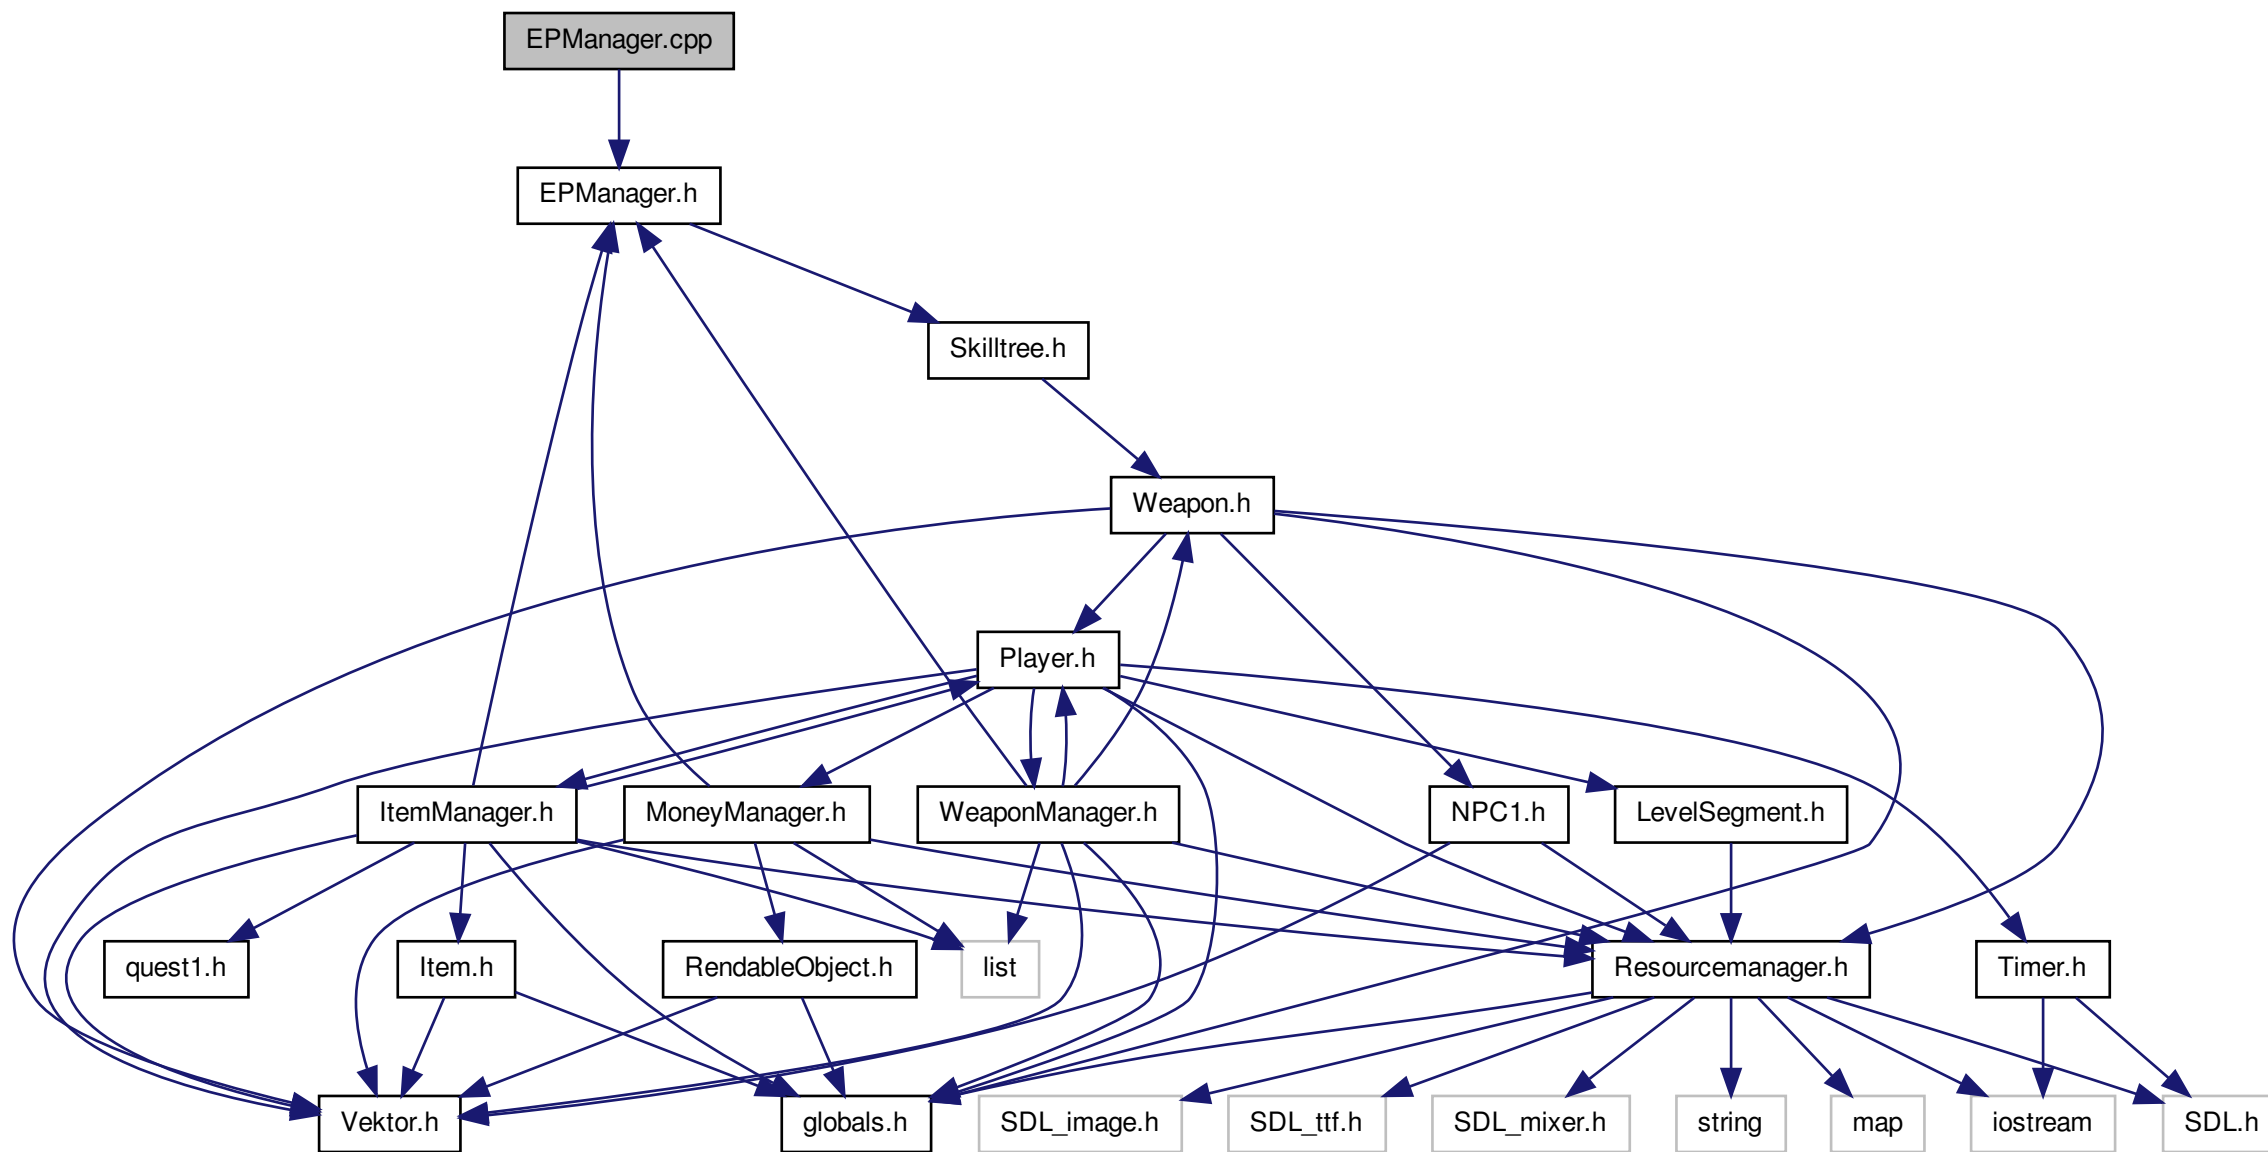 EPManager.cpp
EPManager.h
Skilltree.h
Weapon.h
Player.h
ItemManager.h
MoneyManager.h
WeaponManager.h
NPC1.h
LevelSegment.h
quest1.h
Item.h
RendableObject.h
list
Resourcemanager.h
Timer.h
Vektor.h
globals.h
SDL_image.h
SDL_ttf.h
SDL_mixer.h
string
map
iostream
SDL.h